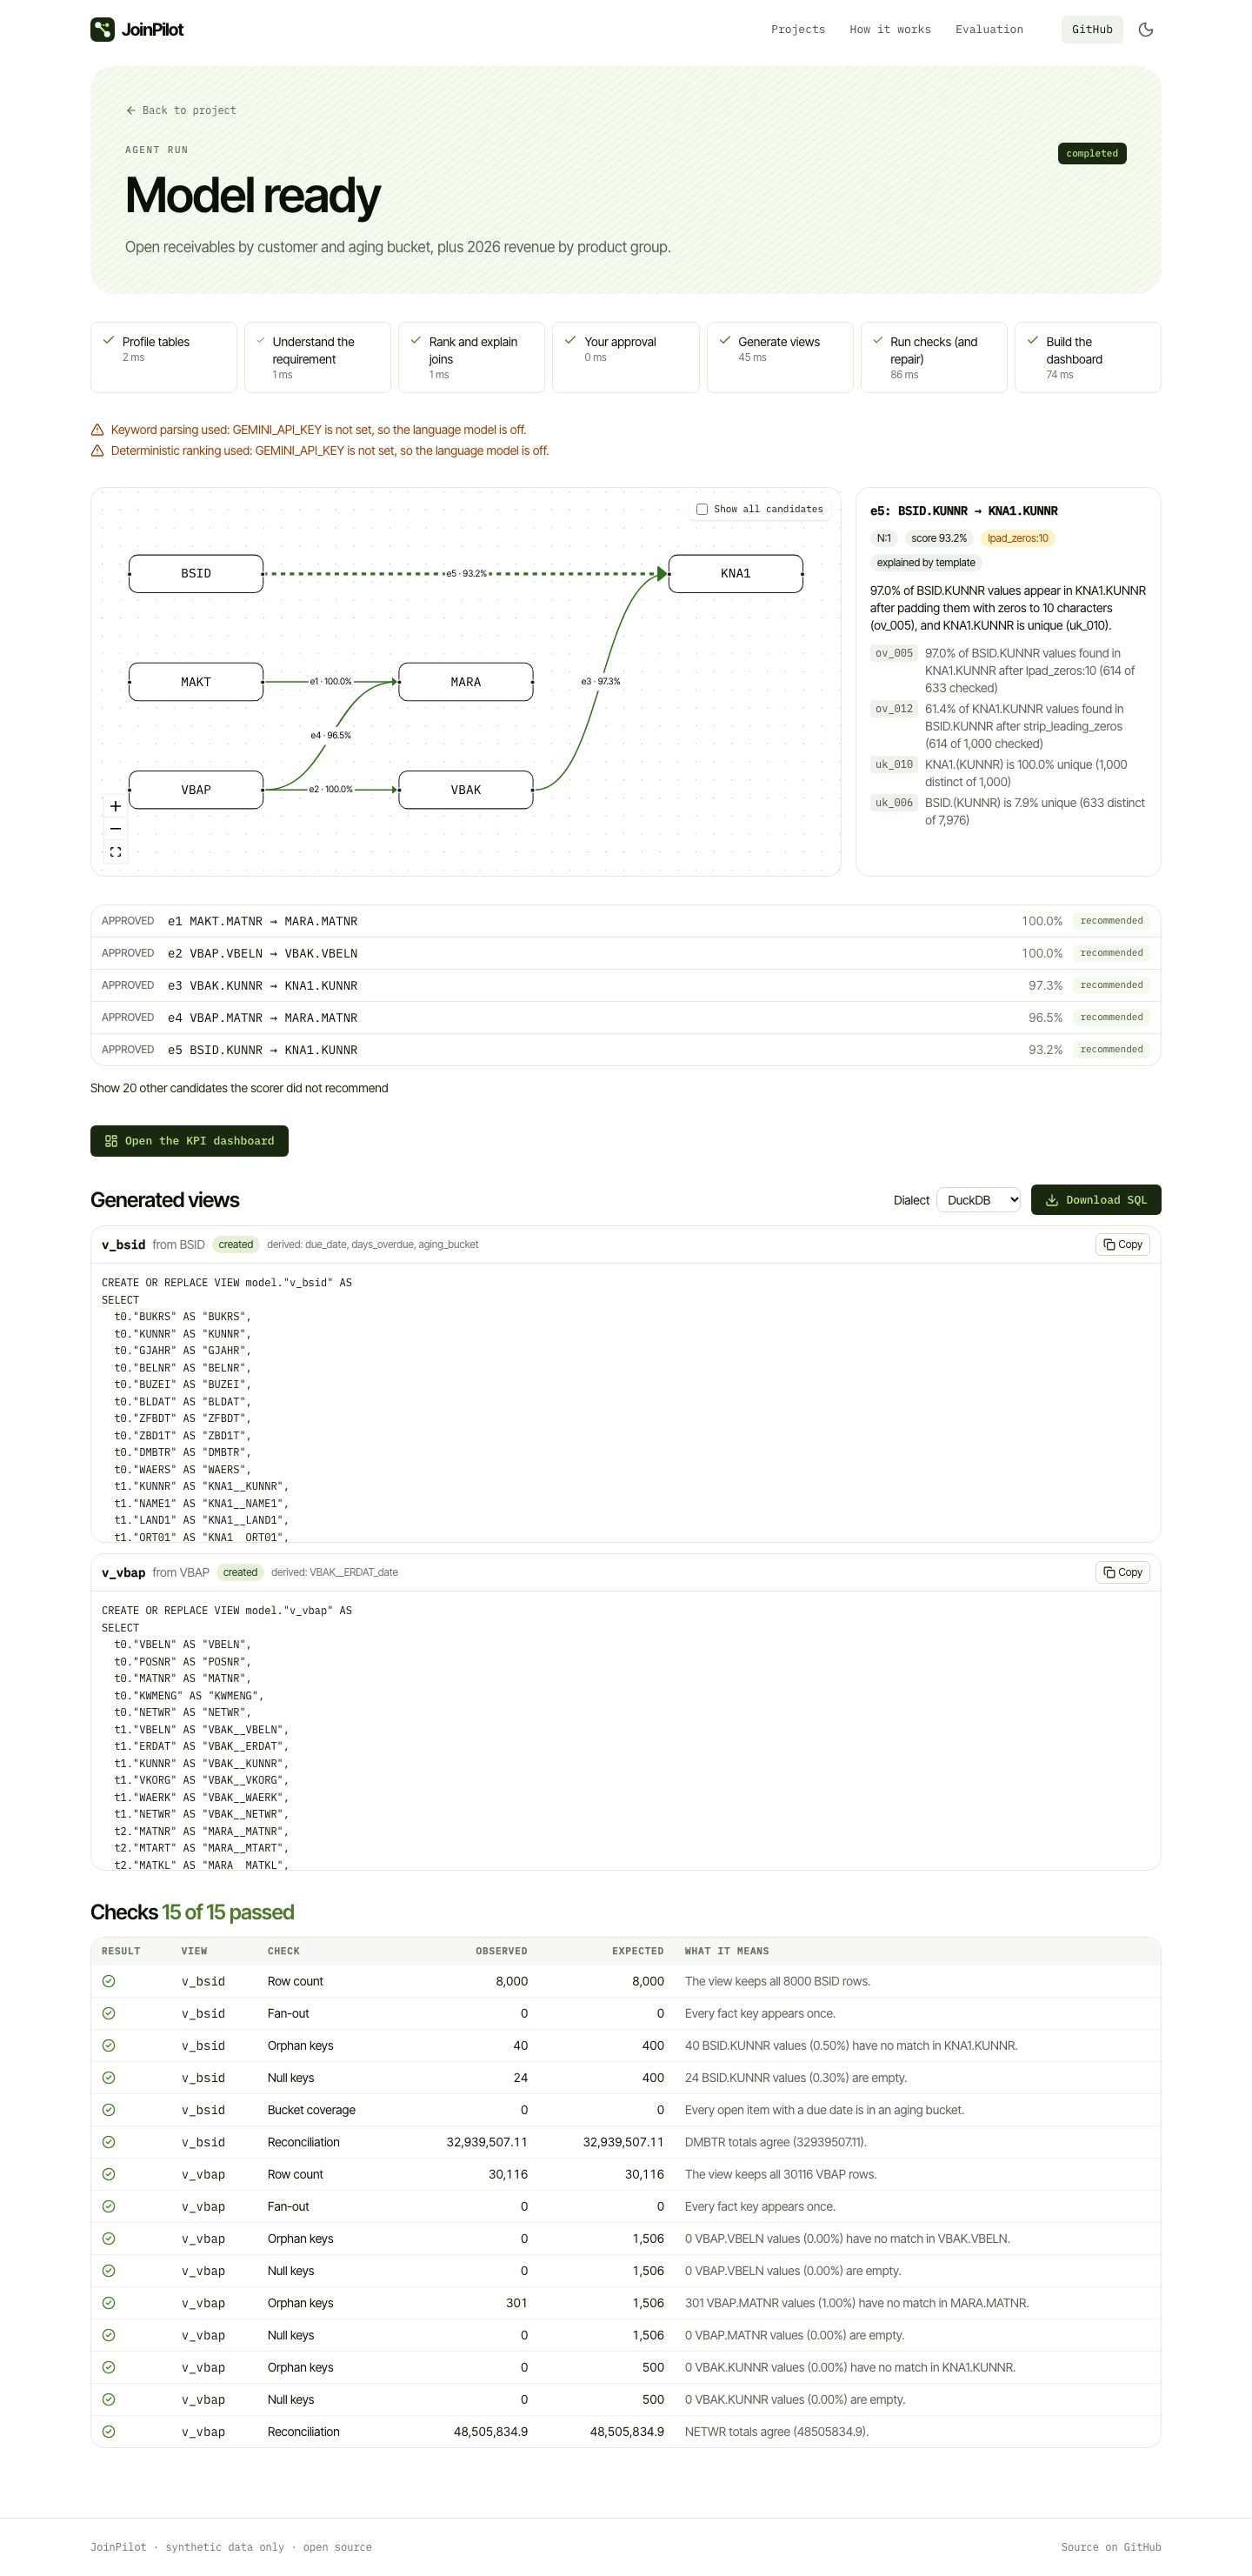 JoinPilot
Projects
How it works
Evaluation
GitHub
Back to project
AGENT RUN
completed
Model ready
Open receivables by customer and aging bucket, plus 2026 revenue by product group.
Profile tables
2 ms
Understand the
requirement
1 ms
Rank and explain
joins
1 ms
Your approval
0 ms
Generate views
45 ms
Run checks (and
repair)
86 ms
Build the
dashboard
74 ms
Keyword parsing used: GEMINI_API_KEY is not set, so the language model is off.
Deterministic ranking used: GEMINI_API_KEY is not set, so the language model is off.
Show all candidates
BSID
e5 · 93.2%
KNA1
MAKT
e1 · 100.0%
MARA
e3 · 97.3%
e4 · 96.5%
VBAP
e2 · 100.0%
VBAK
e5: BSID.KUNNR → KNA1.KUNNR
N:1
score 93.2%
lpad_zeros:10
explained by template
97.0% of BSID.KUNNR values appear in KNA1.KUNNR
after padding them with zeros to 10 characters
(ov_005), and KNA1.KUNNR is unique (uk_010).
ov_005 97.0% of BSID.KUNNR values found in
KNA1.KUNNR after lpad_zeros:10 (614 of
633 checked)
ov_012 61.4% of KNA1.KUNNR values found in
BSID.KUNNR after strip_leading_zeros
(614 of 1,000 checked)
uk_010 KNA1.(KUNNR) is 100.0% unique (1,000
distinct of 1,000)
uk_006 BSID.(KUNNR) is 7.9% unique (633 distinct
of 7,976)
APPROVED e1 MAKT.MATNR → MARA.MATNR 100.0% recommended
APPROVED e2 VBAP.VBELN → VBAK.VBELN 100.0% recommended
APPROVED e3 VBAK.KUNNR → KNA1.KUNNR 97.3% recommended
APPROVED e4 VBAP.MATNR → MARA.MATNR 96.5% recommended
APPROVED e5 BSID.KUNNR → KNA1.KUNNR 93.2% recommended
Show 20 other candidates the scorer did not recommend
Open the KPI dashboard
Generated views
Dialect
DuckDB
Download SQL
v_bsid from BSID created derived: due_date, days_overdue, aging_bucket
Copy
CREATE OR REPLACE VIEW model."v_bsid" AS
SELECT
t0."BUKRS" AS "BUKRS",
t0."KUNNR" AS "KUNNR",
t0."GJAHR" AS "GJAHR",
t0."BELNR" AS "BELNR",
t0."BUZEI" AS "BUZEI",
t0."BLDAT" AS "BLDAT",
t0."ZFBDT" AS "ZFBDT",
t0."ZBD1T" AS "ZBD1T",
t0."DMBTR" AS "DMBTR",
t0."WAERS" AS "WAERS",
t1."KUNNR" AS "KNA1__KUNNR",
t1."NAME1" AS "KNA1__NAME1",
t1."LAND1" AS "KNA1__LAND1",
t1."ORT01" AS "KNA1__ORT01",
v_vbap from VBAP created derived: VBAK__ERDAT_date
Copy
CREATE OR REPLACE VIEW model."v_vbap" AS
SELECT
t0."VBELN" AS "VBELN",
t0."POSNR" AS "POSNR",
t0."MATNR" AS "MATNR",
t0."KWMENG" AS "KWMENG",
t0."NETWR" AS "NETWR",
t1."VBELN" AS "VBAK__VBELN",
t1."ERDAT" AS "VBAK__ERDAT",
t1."KUNNR" AS "VBAK__KUNNR",
t1."VKORG" AS "VBAK__VKORG",
t1."WAERK" AS "VBAK__WAERK",
t1."NETWR" AS "VBAK__NETWR",
t2."MATNR" AS "MARA__MATNR",
t2."MTART" AS "MARA__MTART",
t2."MATKL" AS "MARA__MATKL",
Checks 15 of 15 passed
RESULT VIEW CHECK OBSERVED EXPECTED WHAT IT MEANS
v_bsid Row count 8,000 8,000 The view keeps all 8000 BSID rows.
v_bsid Fan-out 0 0 Every fact key appears once.
v_bsid Orphan keys 40 400 40 BSID.KUNNR values (0.50%) have no match in KNA1.KUNNR.
v_bsid Null keys 24 400 24 BSID.KUNNR values (0.30%) are empty.
v_bsid Bucket coverage 0 0 Every open item with a due date is in an aging bucket.
v_bsid Reconciliation 32,939,507.11 32,939,507.11 DMBTR totals agree (32939507.11).
v_vbap Row count 30,116 30,116 The view keeps all 30116 VBAP rows.
v_vbap Fan-out 0 0 Every fact key appears once.
v_vbap Orphan keys 0 1,506 0 VBAP.VBELN values (0.00%) have no match in VBAK.VBELN.
v_vbap Null keys 0 1,506 0 VBAP.VBELN values (0.00%) are empty.
v_vbap Orphan keys 301 1,506 301 VBAP.MATNR values (1.00%) have no match in MARA.MATNR.
v_vbap Null keys 0 1,506 0 VBAP.MATNR values (0.00%) are empty.
v_vbap Orphan keys 0 500 0 VBAK.KUNNR values (0.00%) have no match in KNA1.KUNNR.
v_vbap Null keys 0 500 0 VBAK.KUNNR values (0.00%) are empty.
v_vbap Reconciliation 48,505,834.9 48,505,834.9 NETWR totals agree (48505834.9).
JoinPilot · synthetic data only · open source
Source on GitHub